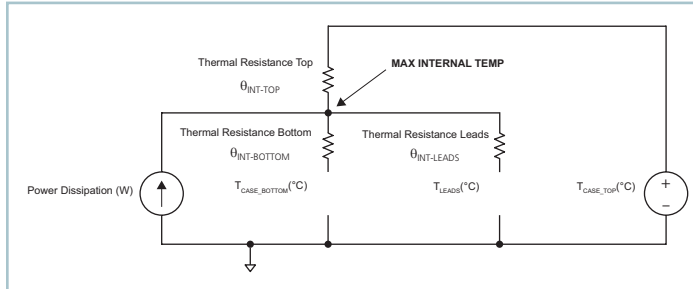 Thermal Resistance Top
θINT-TOP
MAX INTERNAL TEMP
Thermal Resistance Bottom
θINT-BOTTOM
Thermal Resistance Leads
θINT-LEADS
Power Dissipation (W)
TCASE_BOTTOM(°C)
TLEADS(°C)
TCASE_TOP(°C)
+
–